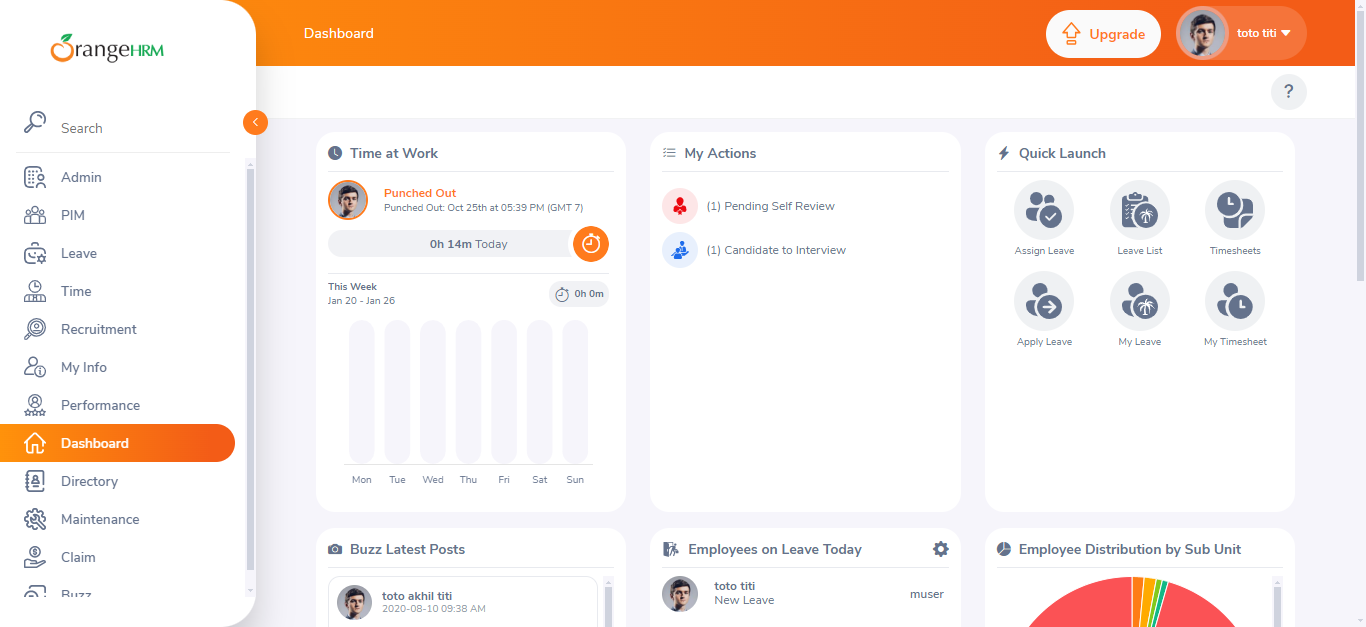 OrangeHRM
Search
Admin
PIM
Leave
Time
Recruitment
My Info
Performance
Dashboard
Directory
Maintenance
Claim
Buzz
Dashboard
Upgrade
toto titi
?
Time at Work
Punched Out
Punched Out: Oct 25th at 05:39 PM (GMT 7)
0h 14m Today
This Week
Jan 20 - Jan 26
0h 0m
Mon Tue Wed Thu Fri Sat Sun
My Actions
(1) Pending Self Review
(1) Candidate to Interview
Quick Launch
Assign Leave
Leave List
Timesheets
Apply Leave
My Leave
My Timesheet
Buzz Latest Posts
toto akhil titi
2020-08-10 09:38 AM
Employees on Leave Today
toto titi
New Leave
muser
Employee Distribution by Sub Unit